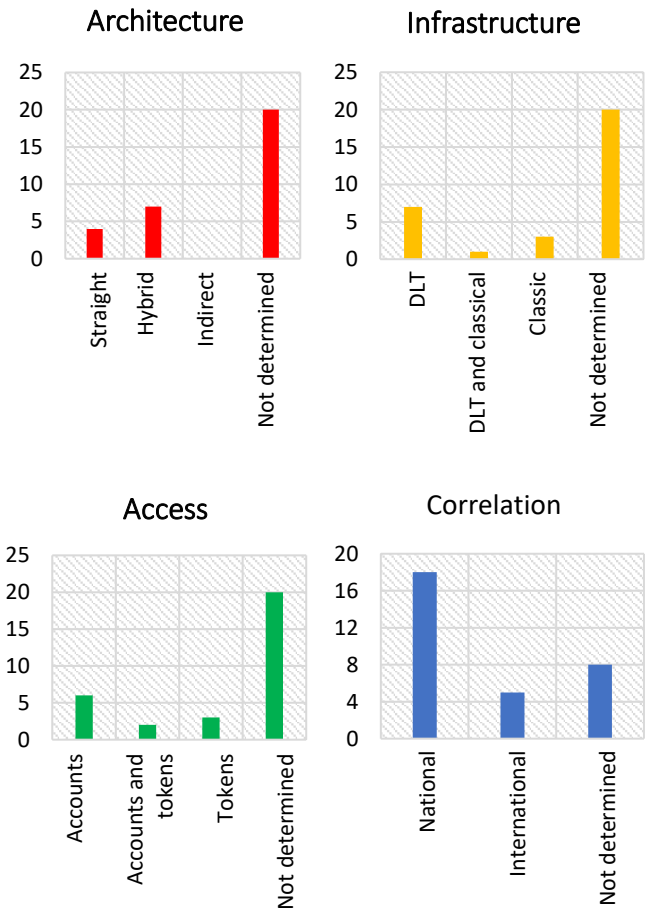 Architecture
25
20
15
10
5
0
Straight
Hybrid
Indirect
Not determined
Infrastructure
25
20
15
10
5
0
DLT
DLT and classical
Classic
Not determined
Access
25
20
15
10
5
0
Accounts
Accounts and
tokens
Tokens
Not determined
Correlation
20
16
12
8
4
0
National
International
Not determined